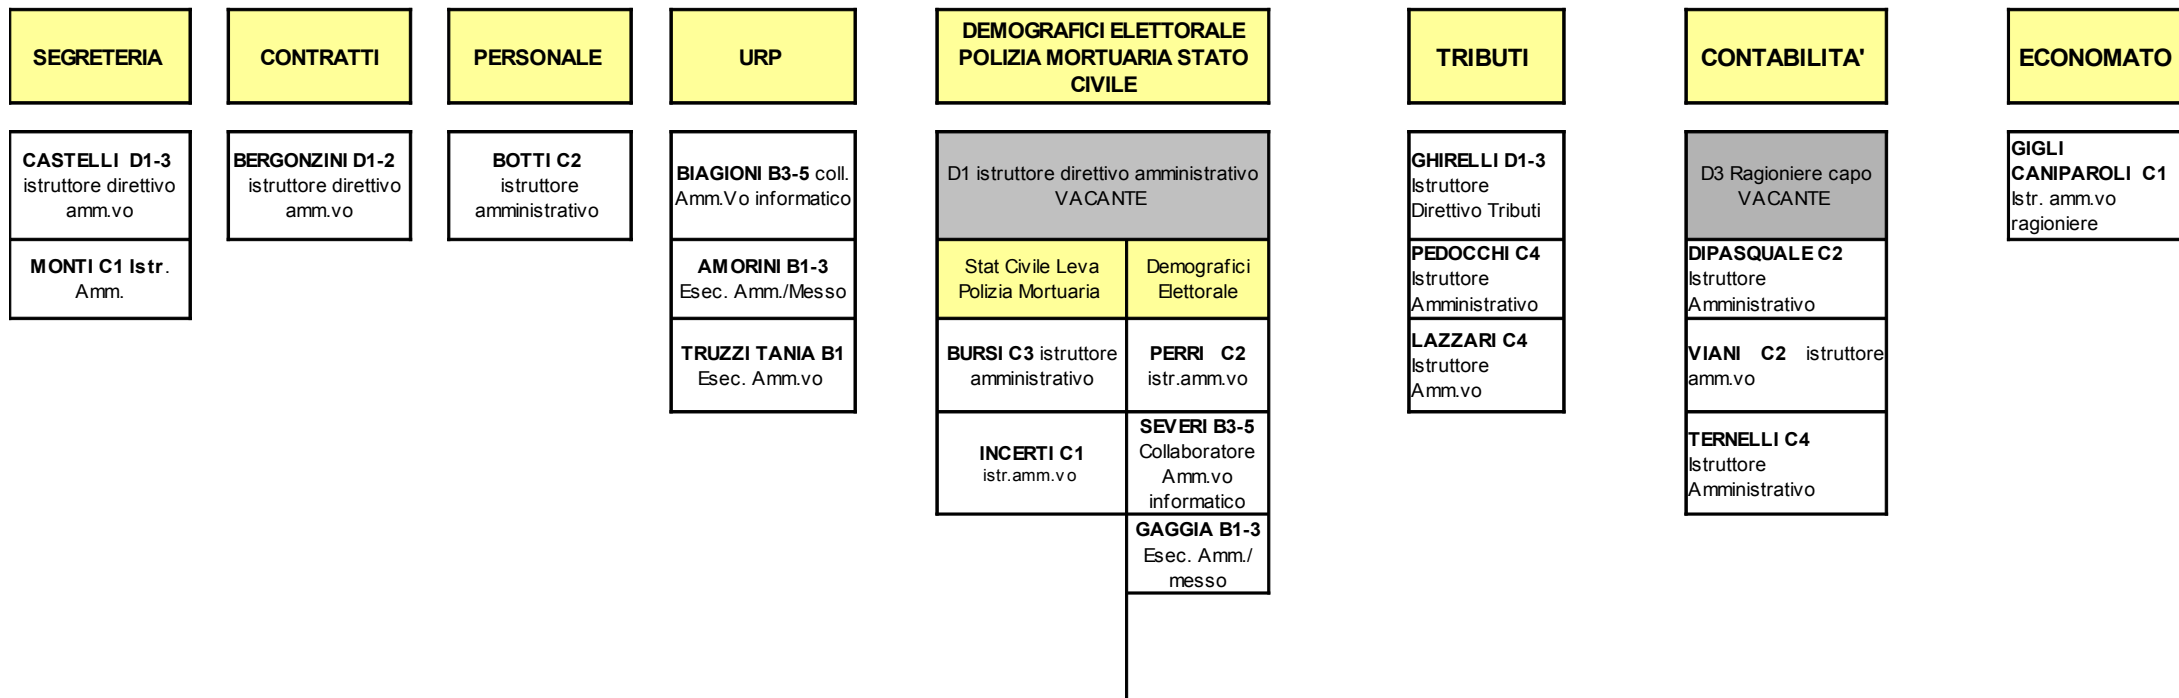 SEGRETERIA
CASTELLI D1-3
istruttore direttivo
amm.vo
MONTI C1 Istr.
Amm.
CONTRATTI
BERGONZINI D1-2
istruttore direttivo
amm.vo
PERSONALE
BOTTI C2
istruttore
amministrativo
URP
BIAGIONI B3-5 coll.
Amm.Vo informatico
AMORINI B1-3
Esec. Amm./Messo
TRUZZI TANIA B1
Esec. Amm.vo
DEMOGRAFICI ELETTORALE
POLIZIA MORTUARIA STATO
CIVILE
D1 istruttore direttivo amministrativo
VACANTE
Stat Civile Leva
Polizia Mortuaria
BURSI C3 istruttore
amministrativo
INCERTI C1
istr.amm.vo
Demografici
Elettorale
PERRI C2
istr.amm.vo
SEVERI B3-5
Collaboratore
Amm.vo
informatico
GAGGIA B1-3
Esec. Amm./
messo
TRIBUTI
GHIRELLI D1-3
Istruttore
Direttivo Tributi
PEDOCCHI C4
Istruttore
Amministrativo
LAZZARI C4
Istruttore
Amm.vo
CONTABILITA'
D3 Ragioniere capo
VACANTE
DIPASQUALE C2
Istruttore
Amministrativo
VIANI C2 istruttore
amm.vo
TERNELLI C4
Istruttore
Amministrativo
ECONOMATO
GIGLI
CANIPAROLI C1
Istr. amm.vo
ragioniere